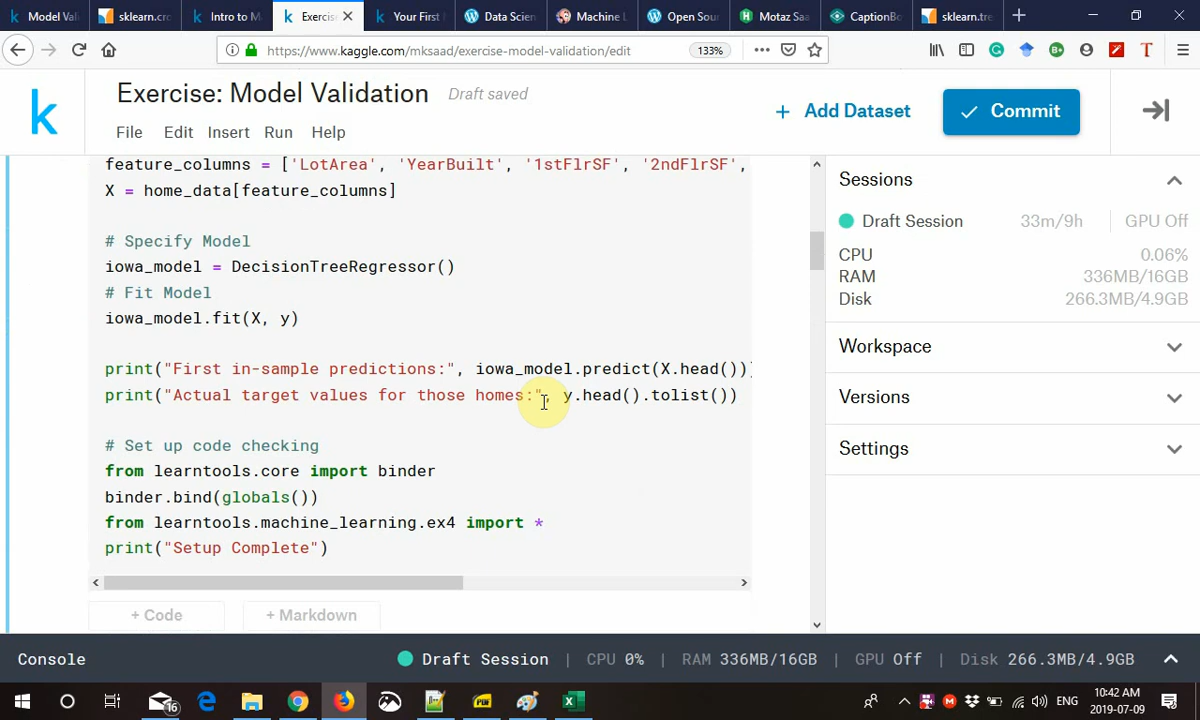 Model Vali
sklearn.cro
Intro to M
Exercise
Your First
Data Scien
Machine L
Open Sour
Motaz Saa
CaptionBo
sklearn.tre
https://www.kaggle.com/mksaad/exercise-model-validation/edit
133%
Exercise: Model Validation
Draft saved
File Edit Insert Run Help
+ Add Dataset
Commit
feature_columns = ['LotArea', 'YearBuilt', '1stFlrSF', '2ndFlrSF',
X = home_data[feature_columns]
# Specify Model
iowa_model = DecisionTreeRegressor()
# Fit Model
iowa_model.fit(X, y)
print("First in-sample predictions:", iowa_model.predict(X.head())
print("Actual target values for those homes:", y.head().tolist())
# Set up code checking
from learntools.core import binder
binder.bind(globals())
from learntools.machine_learning.ex4 import *
print("Setup Complete")
+ Code
+ Markdown
Sessions
Draft Session 33m/9h GPU Off
CPU 0.06%
RAM 336MB/16GB
Disk 266.3MB/4.9GB
Workspace
Versions
Settings
Console
Draft Session | CPU 0% | RAM 336MB/16GB | GPU Off | Disk 266.3MB/4.9GB
16
ENG
10:42 AM
2019-07-09